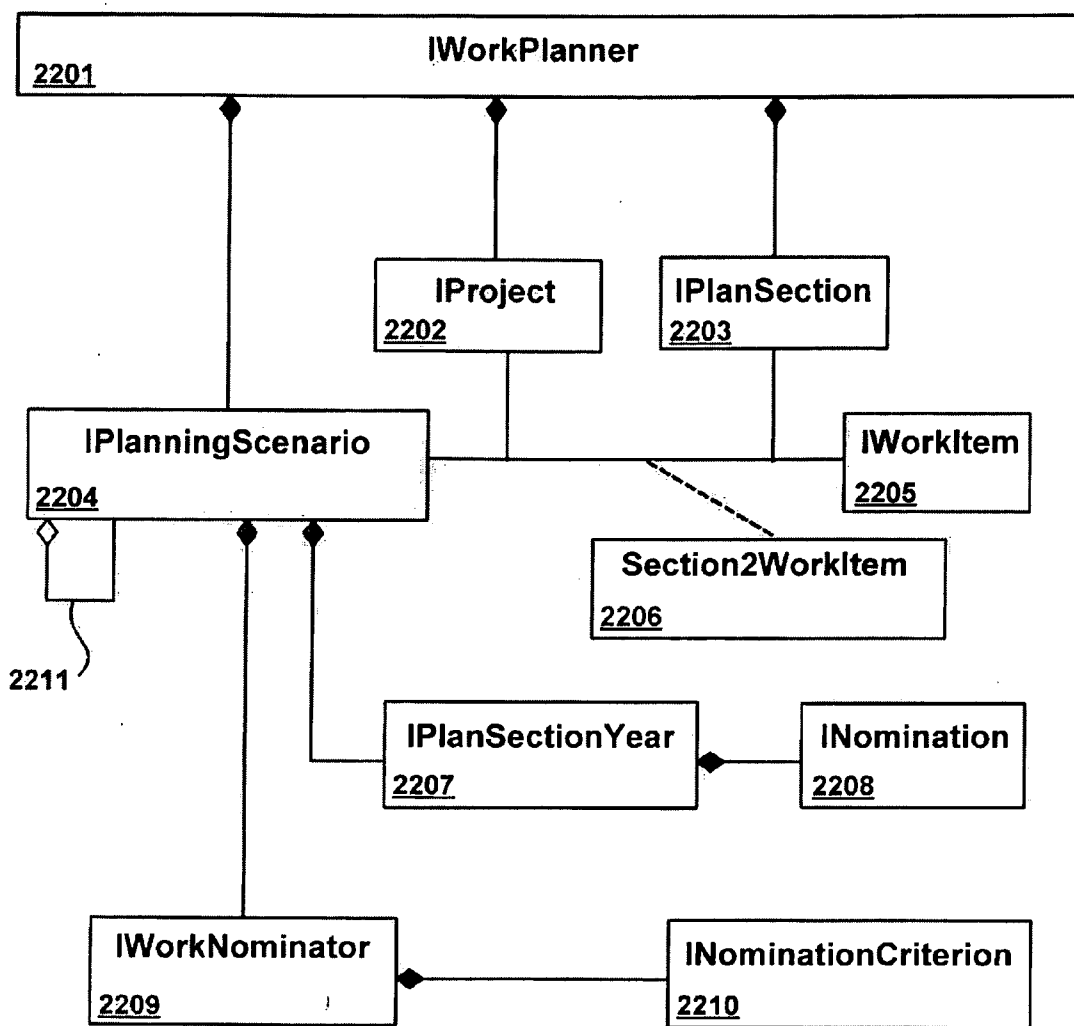 IWorkPlanner
2201
IProject
2202
IPlanSection
2203
IPlanningScenario
2204
IWorkItem
2205
Section2WorkItem
2206
2211
IPlanSectionYear
2207
INomination
2208
IWorkNominator
2209
INominationCriterion
2210